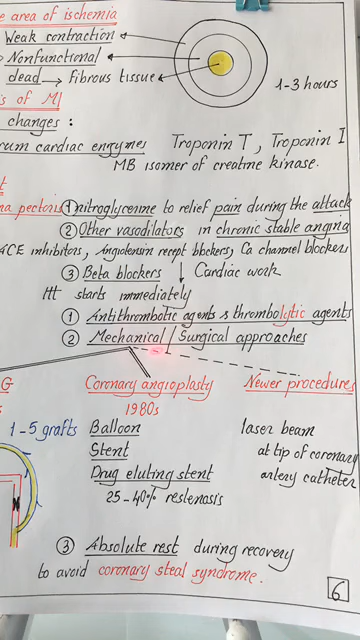 e area of ischemia
Weak contraction
Nonfunctional
dead → Fibrous tissue
1-3 hours
is of MI
changes:
rum cardiac enzymes Troponin T, Troponin I
MB isomer of creatine kinase.
na pectoris ① nitroglycerine to relief pain during the attack
② Other vasodilators in chronic stable angina
ACE inhibitors, Angiotensin recept blockers, Ca channel blockers
③ Beta blockers ↓ Cardiac work
ttt starts immediately
① Antithrombotic agents & thrombolytic agents
② Mechanical / Surgical approaches
G Coronary angioplasty Newer procedures
1980s
1-5 grafts Balloon laser beam
Stent at tip of coronary
Drug eluting stent artery catheter
25-40% restenosis
③ Absolute rest during recovery
to avoid coronary steal syndrome.
6